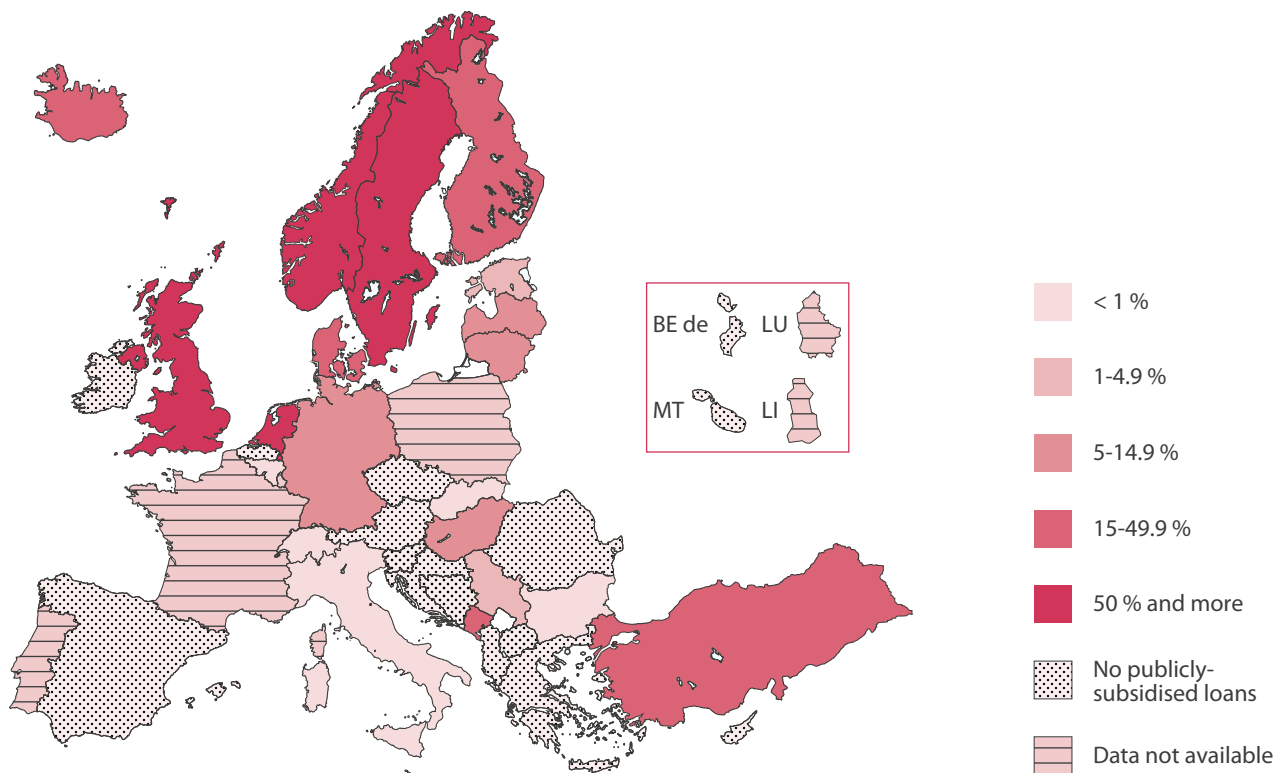 BE de
LU
MT
LI
< 1 %
1-4.9 %
5-14.9 %
15-49.9 %
50 % and more
No publicly-
subsidised loans
Data not available